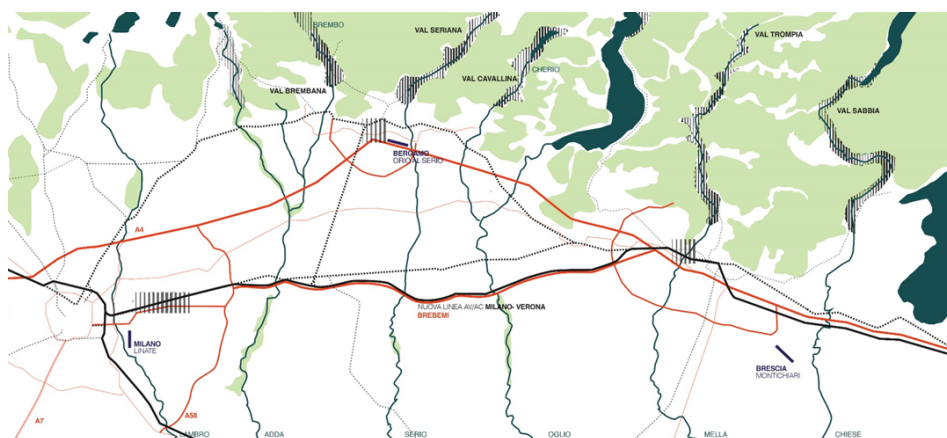 BREMBO
VAL SERIANA
VAL TROMPIA
VAL CAVALLINA
CHERIO
VAL BREMBANA
VAL SABBIA
BERGAMO
ORIO AL SERIO
A4
NUOVA LINEA AV/AC MILANO- VERONA
BREBEMI
MILANO
LINATE
BRESCIA
MONTICHIARI
A7
A58
LAMBRO
ADDA
SERIO
OGLIO
MELLA
CHIESE